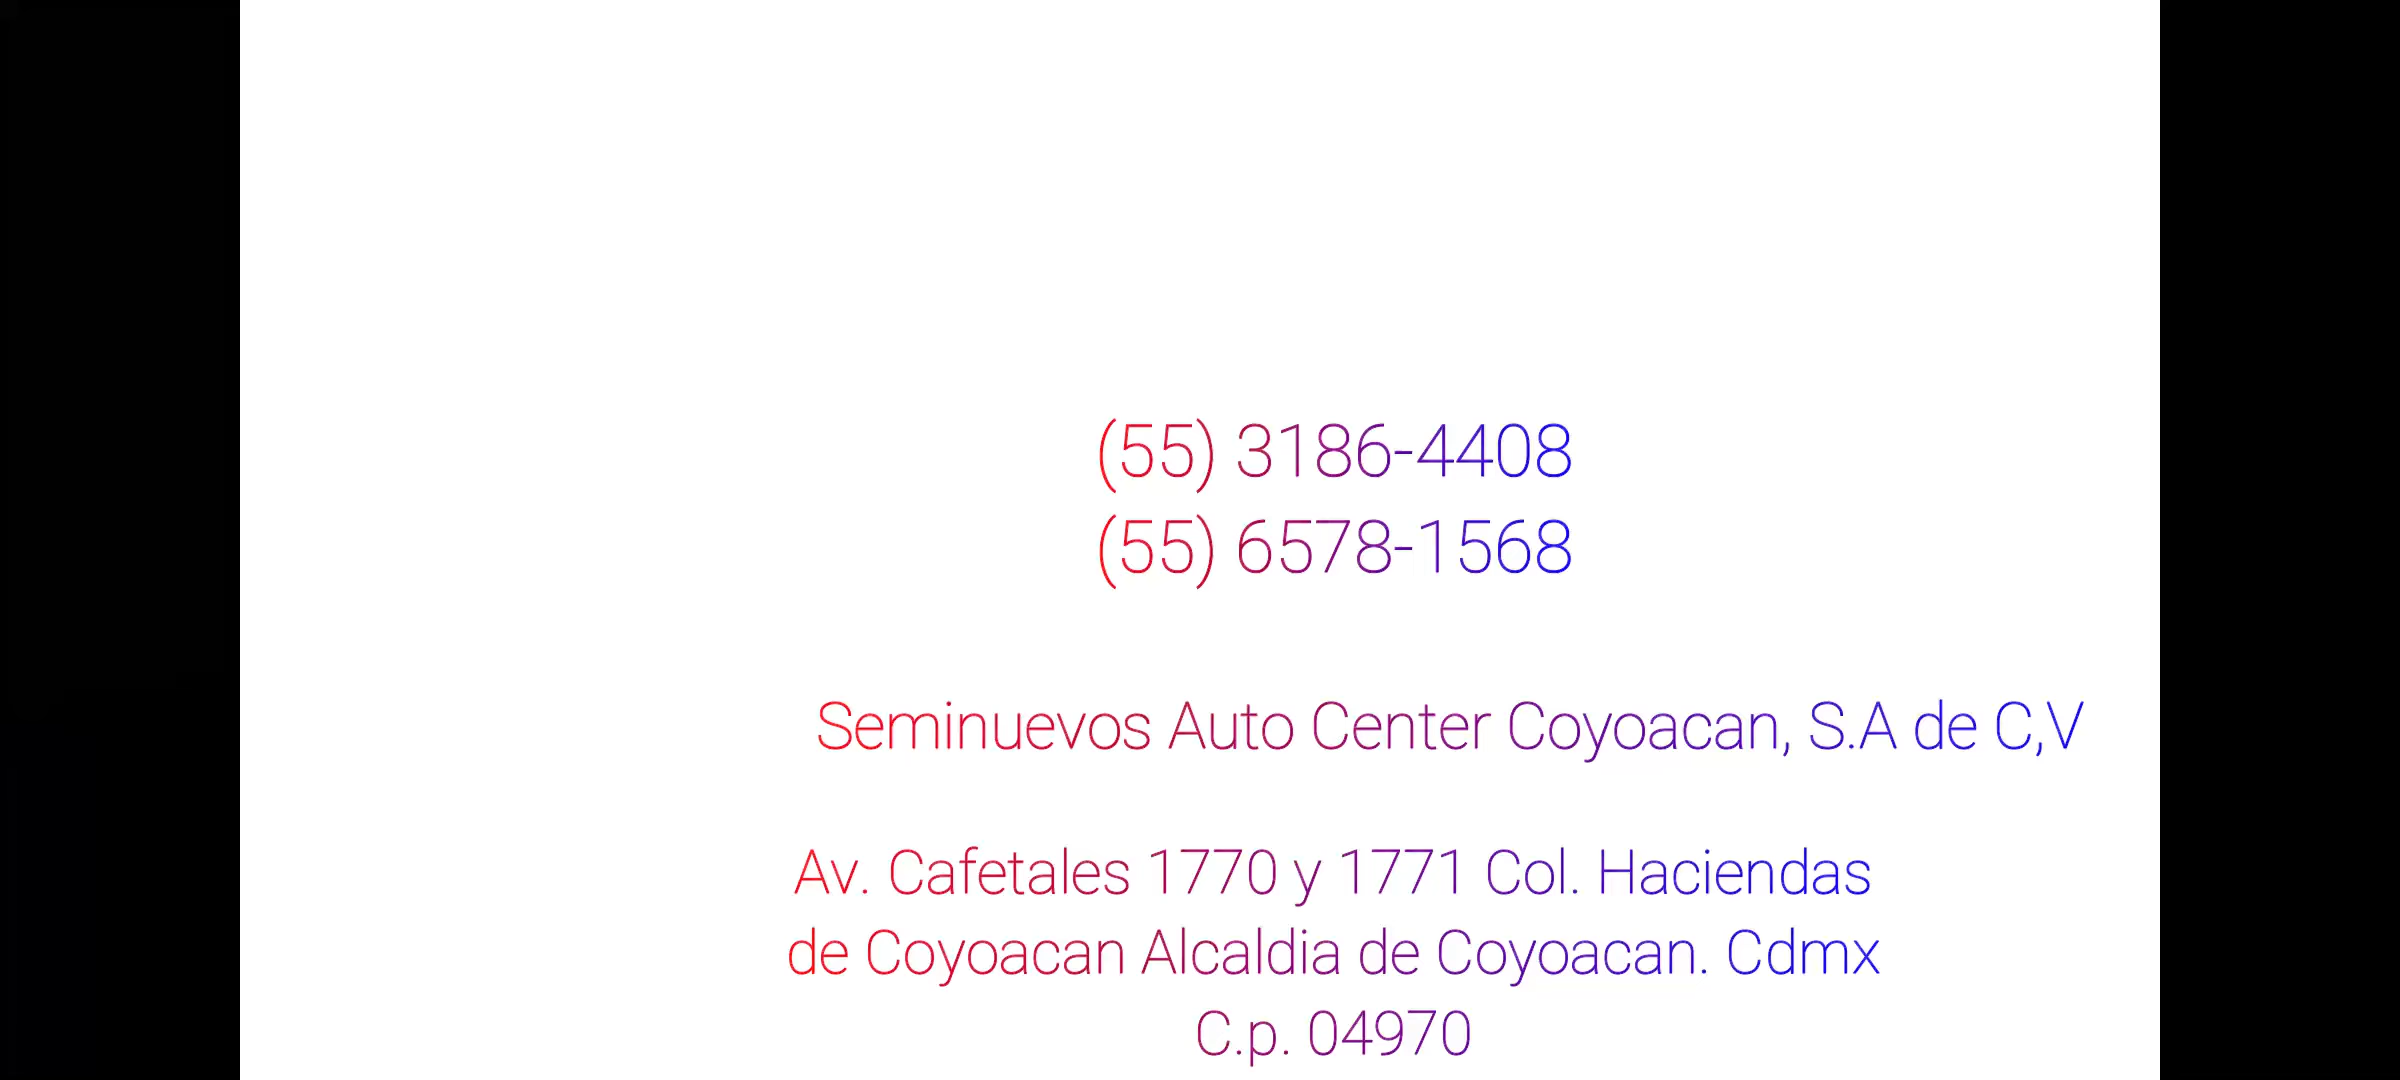 (55) 3186-4408
(55) 6578-1568
Seminuevos Auto Center Coyoacan, S.A de C,V
Av. Cafetales 1770 y 1771 Col. Haciendas
de Coyoacan Alcaldia de Coyoacan. Cdmx
C.p. 04970